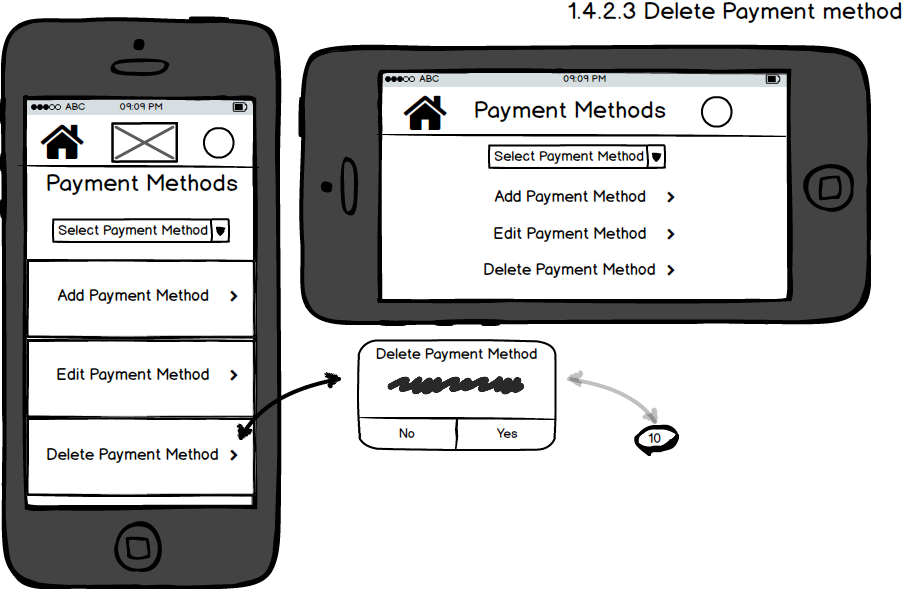 1.4.2.3 Delete Payment method
ABC 09:09 PM
Payment Methods
Select Payment Method
Add Payment Method >
Edit Payment Method >
Delete Payment Method >
ABC 09:09 PM
Payment Methods
Select Payment Method
Add Payment Method >
Edit Payment Method >
Delete Payment Method >
Delete Payment Method
No Yes
10